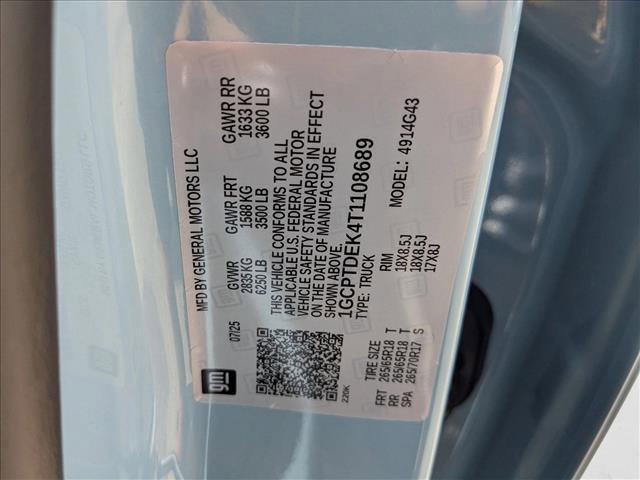 MFD BY GENERAL MOTORS LLC
07/25
GVWR GAWR FRT GAWR RR
2835 KG 1588 KG 1633 KG
6250 LB 3500 LB 3600 LB
THIS VEHICLE CONFORMS TO ALL
APPLICABLE U.S. FEDERAL MOTOR
VEHICLE SAFETY STANDARDS IN EFFECT
ON THE DATE OF MANUFACTURE
SHOWN ABOVE.
1GCPTDEK4T1108689
TYPE: TRUCK MODEL: 4914G43
gm
220K
TIRE SIZE RIM
FRT 265/65R18 T 18X8.5J
RR 265/65R18 T 18X8.5J
SPA 265/70R17 S 17X8J